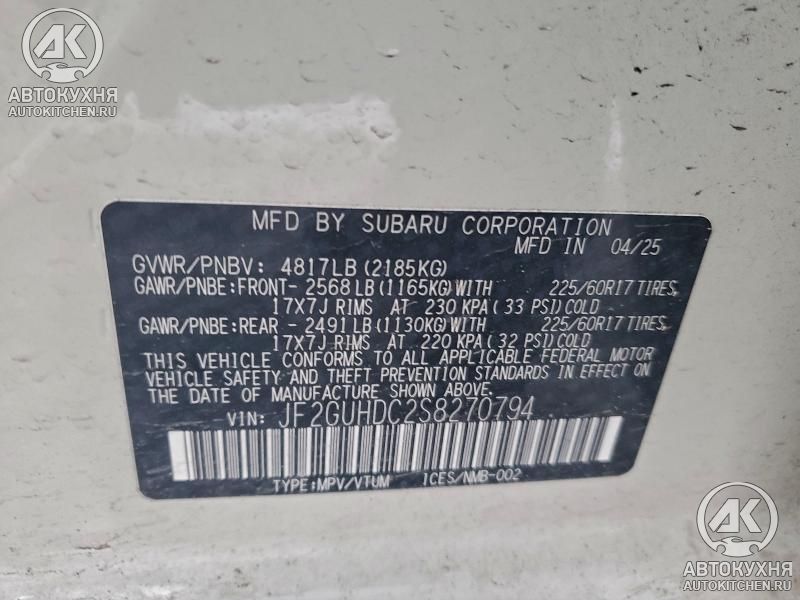 AK
АВТОКУХНЯ
AUTOKITCHEN.RU
MFD BY SUBARU CORPORATION
MFD IN 04/25
GVWR/PNBV: 4817LB(2185KG)
GAWR/PNBE:FRONT- 2568LB(1165KG)WITH 225/60R17TIRES,
17X7J RIMS AT 230 KPA(33 PSI)COLD
GAWR/PNBE:REAR - 2491LB(1130KG)WITH 225/60R17TIRES,
17X7J RIMS AT 220 KPA(32 PSI)COLD
THIS VEHICLE CONFORMS TO ALL APPLICABLE FEDERAL MOTOR
VEHICLE SAFETY AND THEFT PREVENTION STANDARDS IN EFFECT ON
THE DATE OF MANUFACTURE SHOWN ABOVE.
VIN: JF2GUHDC2S8270794
TYPE:MPV/VTUM ICES/NMB-002
AK
АВТОКУХНЯ
AUTOKITCHEN.RU